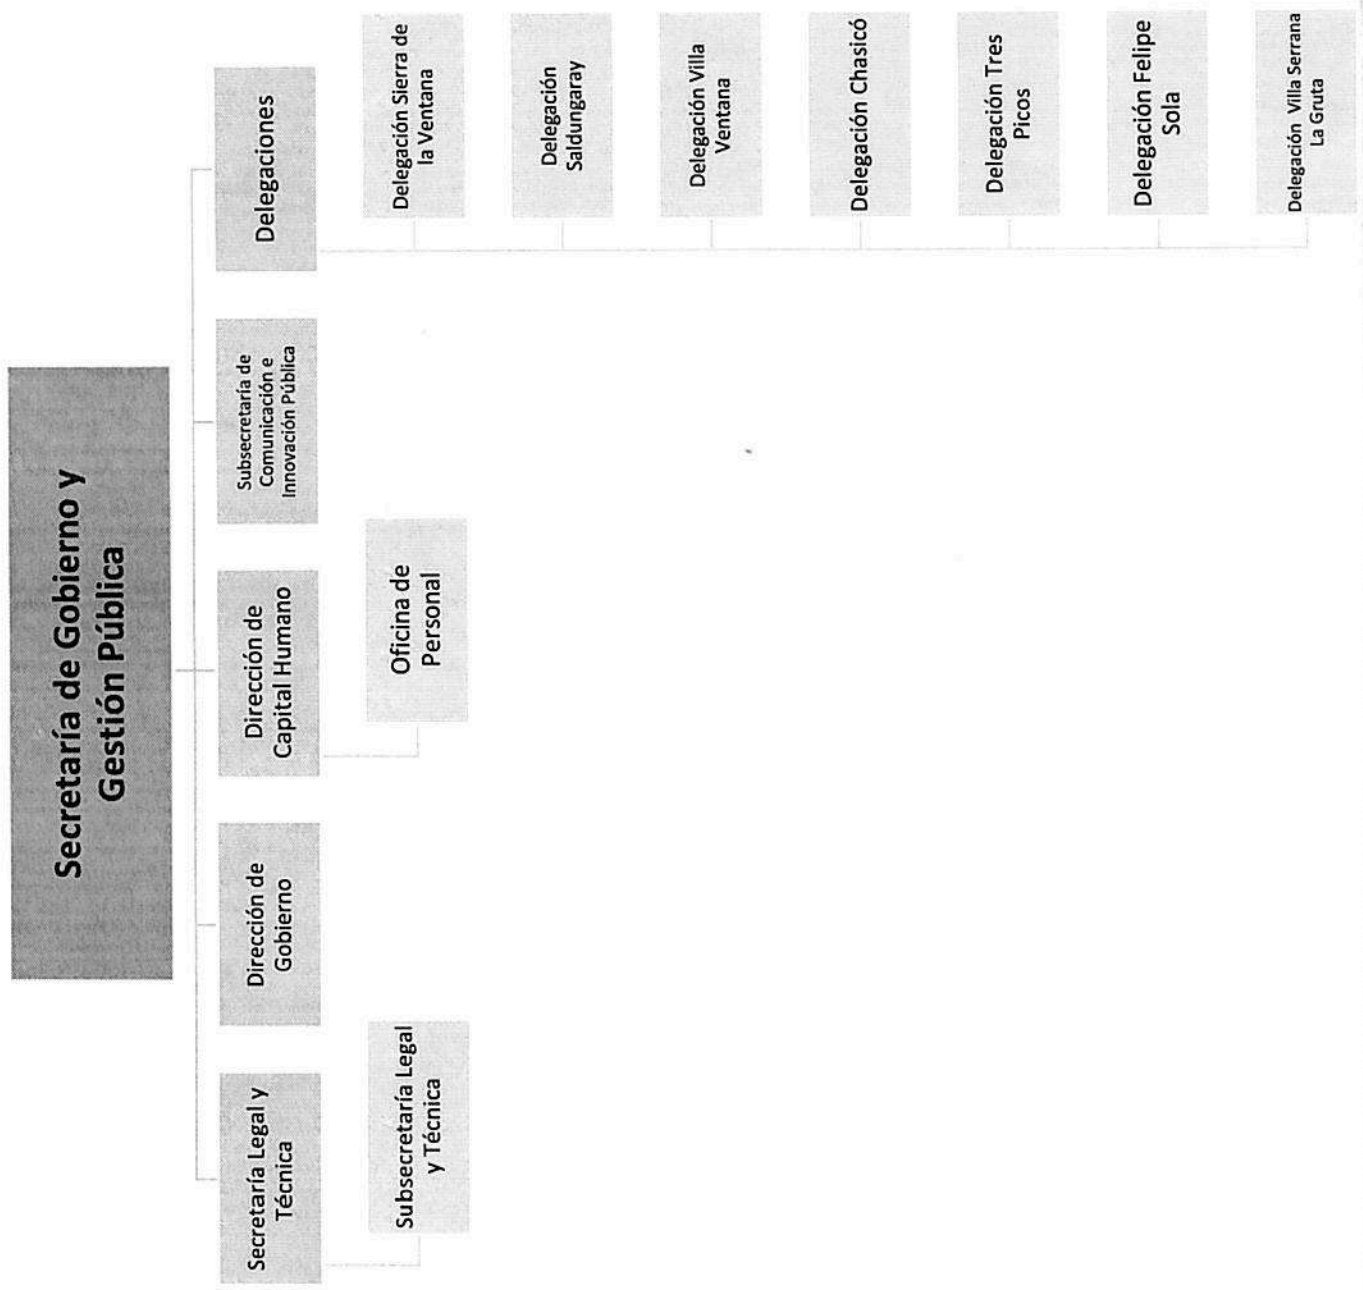 Secretaría de Gobierno y
Gestión Pública
Secretaría Legal y
Técnica
Subsecretaría Legal
y Técnica
Dirección de
Gobierno
Dirección de
Capital Humano
Oficina de
Personal
Subsecretaría de
Comunicación e
Innovación Pública
Delegaciones
Delegación Sierra de
la Ventana
Delegación
Saldungaray
Delegación Villa
Ventana
Delegación Chasicó
Delegación Tres
Picos
Delegación Felipe
Sola
Delegación Villa Serrana
La Gruta